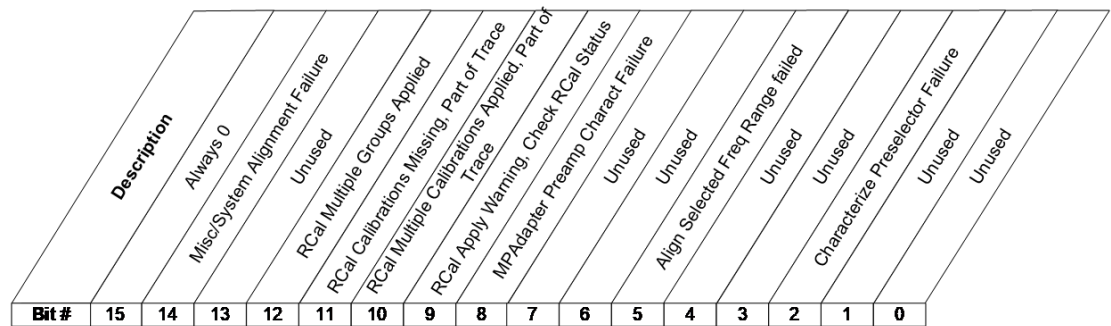 Description
Always 0
Misc/System Alignment Failure
Unused
RCal Multiple Groups Applied
RCal Calibrations Missing, Part of Trace
RCal Multiple Calibrations Applied, Part of
Trace
RCal Apply Warning, Check RCal Status
MPAdapter Preamp Charact Failure
Unused
Unused
Align Selected Freq Range failed
Unused
Unused
Characterize Preselector Failure
Unused
Unused
Bit # 15 14 13 12 11 10 9 8 7 6 5 4 3 2 1 0